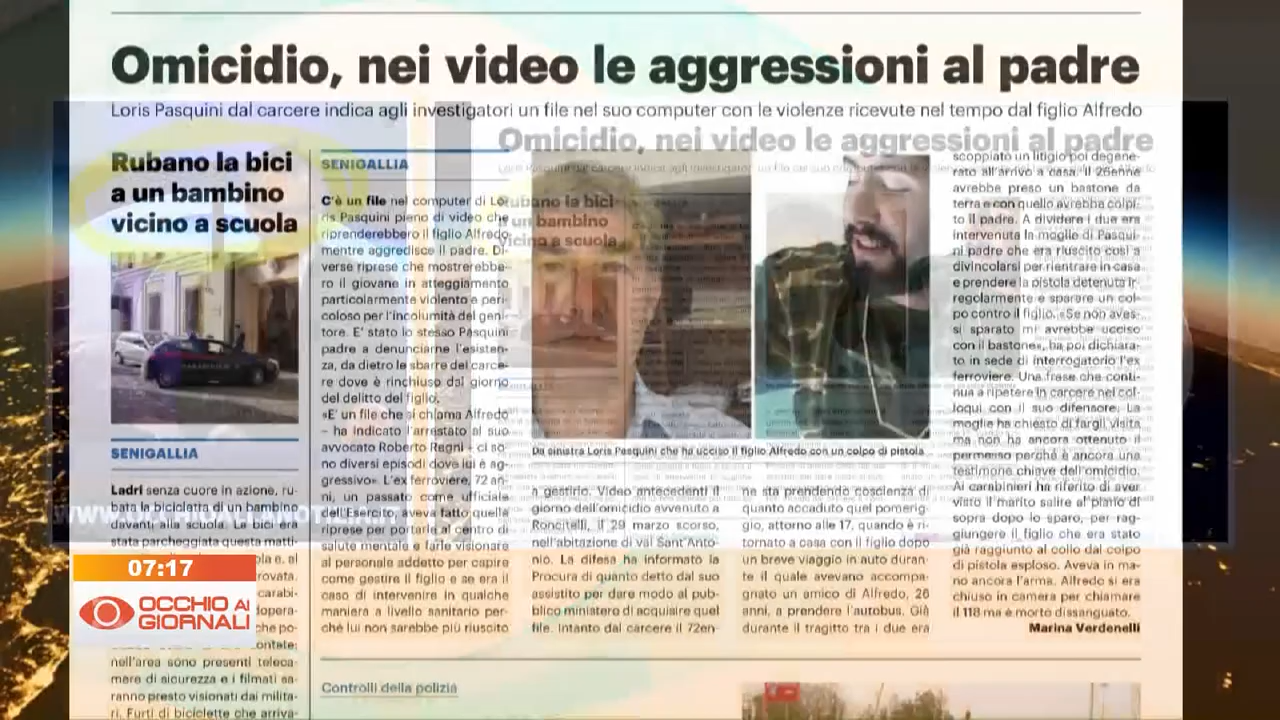 Omicidio, nei video le aggressioni al padre
Loris Pasquini dal carcere indica agli investigatori un file nel suo computer con le violenze ricevute nel tempo dal figlio Alfredo
Omicidio, nei video le aggressioni al padre
Rubano la bici
a un bambino
vicino a scuola
SENIGALLIA
Ladri senza cuore in azione, ru-
bata la bicicletta di un bambino
davanti alla scuola. La bici era
stata parcheggiata questa matti-
nell'area sono presenti teleca-
mere di sicurezza e i filmati sa-
ranno presto visionati dai milita-
ri. Furti di biciclette che arriva-
SENIGALLIA
C'è un file nel computer di Lo-
ris Pasquini pieno di video che
riprenderebbero il figlio Alfredo
mentre aggredisce il padre. Di-
verse riprese che mostrerebbe-
ro il giovane in atteggiamento
particolarmente violento e peri-
coloso per l'incolumità del geni-
tore. E' stato lo stesso Pasquini
padre a denunciarne l'esisten-
za, da dietro le sbarre del carce-
re dove è rinchiuso dal giorno
del delitto del figlio.
«E' un file che si chiama Alfredo
– ha indicato l'arrestato al suo
avvocato Roberto Regni – ci so-
no diversi episodi dove lui è ag-
gressivo». L'ex ferroviere, 72 an-
ni, un passato come ufficiale
dell'Esercito, aveva fatto quelle
riprese per portarle al centro di
salute mentale e farle visionare
al personale addetto per capire
come gestire il figlio e se era il
caso di intervenire in qualche
maniera a livello sanitario per-
ché lui non sarebbe più riuscito
Rubano la bici
a un bambino
vicino a scuola
Da sinistra Loris Pasquini che ha ucciso il figlio Alfredo con un colpo di pistola
a gestirlo. Video antecedenti il
giorno dell'omicidio avvenuto a
Roncitelli, il 29 marzo scorso,
nell'abitazione di via Sant'Anto-
nio. La difesa ha informato la
Procura di quanto detto dal suo
assistito per dare modo al pub-
blico ministero di acquisire quel
file. Intanto dal carcere il 72en-
ne sta prendendo coscienza di
quanto accaduto quel pomerig-
gio, attorno alle 17, quando è ri-
tornato a casa con il figlio dopo
un breve viaggio in auto duran-
te il quale avevano accompa-
gnato un amico di Alfredo, 26
anni, a prendere l'autobus. Già
durante il tragitto tra i due era
scoppiato un litigio poi degene-
rato all'arrivo a casa. Il 26enne
avrebbe preso un bastone da
terra e con quello avrebbe colpi-
to il padre. A dividere i due era
intervenuta la moglie di Pasqui-
ni padre che era riuscito così a
divincolarsi per rientrare in casa
e prendere la pistola detenuta ir-
regolarmente e sparare un col-
po contro il figlio. «Se non aves-
si sparato mi avrebbe ucciso
con il bastone», ha poi dichiara-
to in sede di interrogatorio l'ex
ferroviere. Una frase che conti-
nua a ripetere in carcere nei col-
loqui con il suo difensore. La
moglie ha chiesto di fargli visita
ma non ha ancora ottenuto il
permesso perché è ancora una
testimone chiave dell'omicidio.
Ai carabinieri ha riferito di aver
visto il marito salire al piano di
sopra dopo lo sparo, per rag-
giungere il figlio che era stato
già raggiunto al collo dal colpo
di pistola esploso. Aveva in ma-
no ancora l'arma. Alfredo si era
chiuso in camera per chiamare
il 118 ma è morto dissanguato.
Marina Verdenelli
Controlli della polizia
07:17
OCCHIO AI
GIORNALI